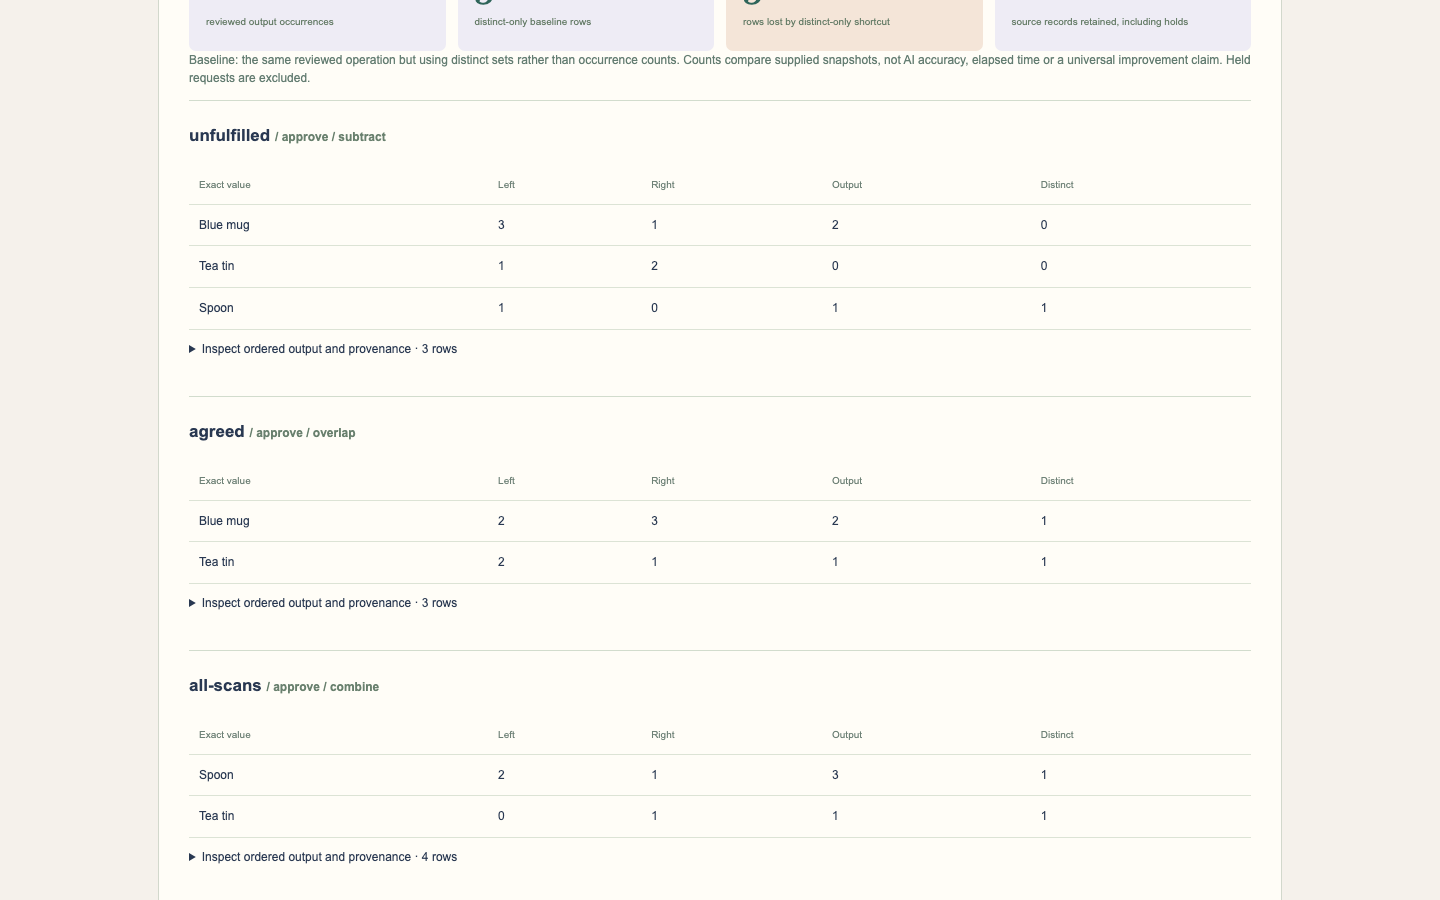 reviewed output occurrences
distinct-only baseline rows
rows lost by distinct-only shortcut
source records retained, including holds
Baseline: the same reviewed operation but using distinct sets rather than occurrence counts. Counts compare supplied snapshots, not AI accuracy, elapsed time or a universal improvement claim. Held
requests are excluded.
unfulfilled / approve / subtract
Exact value Left Right Output Distinct
Blue mug 3 1 2 0
Tea tin 1 2 0 0
Spoon 1 0 1 1
Inspect ordered output and provenance · 3 rows
agreed / approve / overlap
Exact value Left Right Output Distinct
Blue mug 2 3 2 1
Tea tin 2 1 1 1
Inspect ordered output and provenance · 3 rows
all-scans / approve / combine
Exact value Left Right Output Distinct
Spoon 2 1 3 1
Tea tin 0 1 1 1
Inspect ordered output and provenance · 4 rows